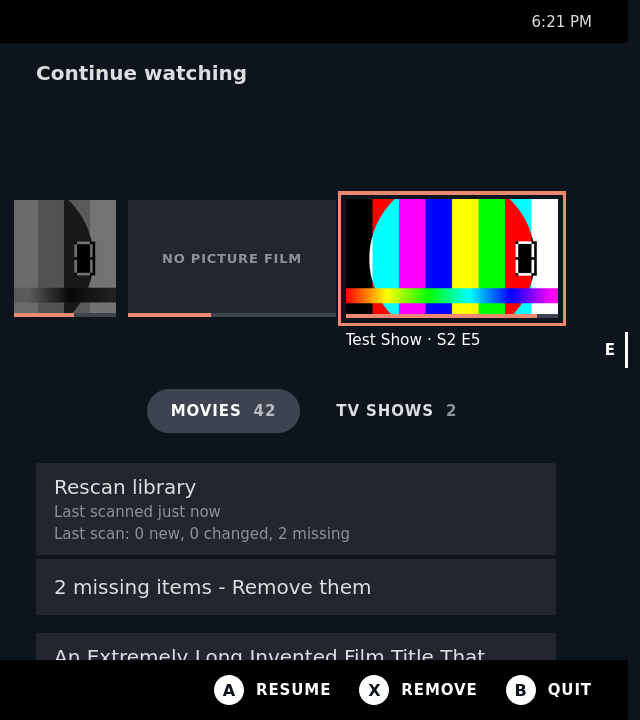 6:21 PM
Continue watching
NO PICTURE FILM
Test Show · S2 E5
E
MOVIES 42 TV SHOWS 2
Rescan library
Last scanned just now
Last scan: 0 new, 0 changed, 2 missing
2 missing items - Remove them
An Extremely Long Invented Film Title That
A RESUME X REMOVE B QUIT